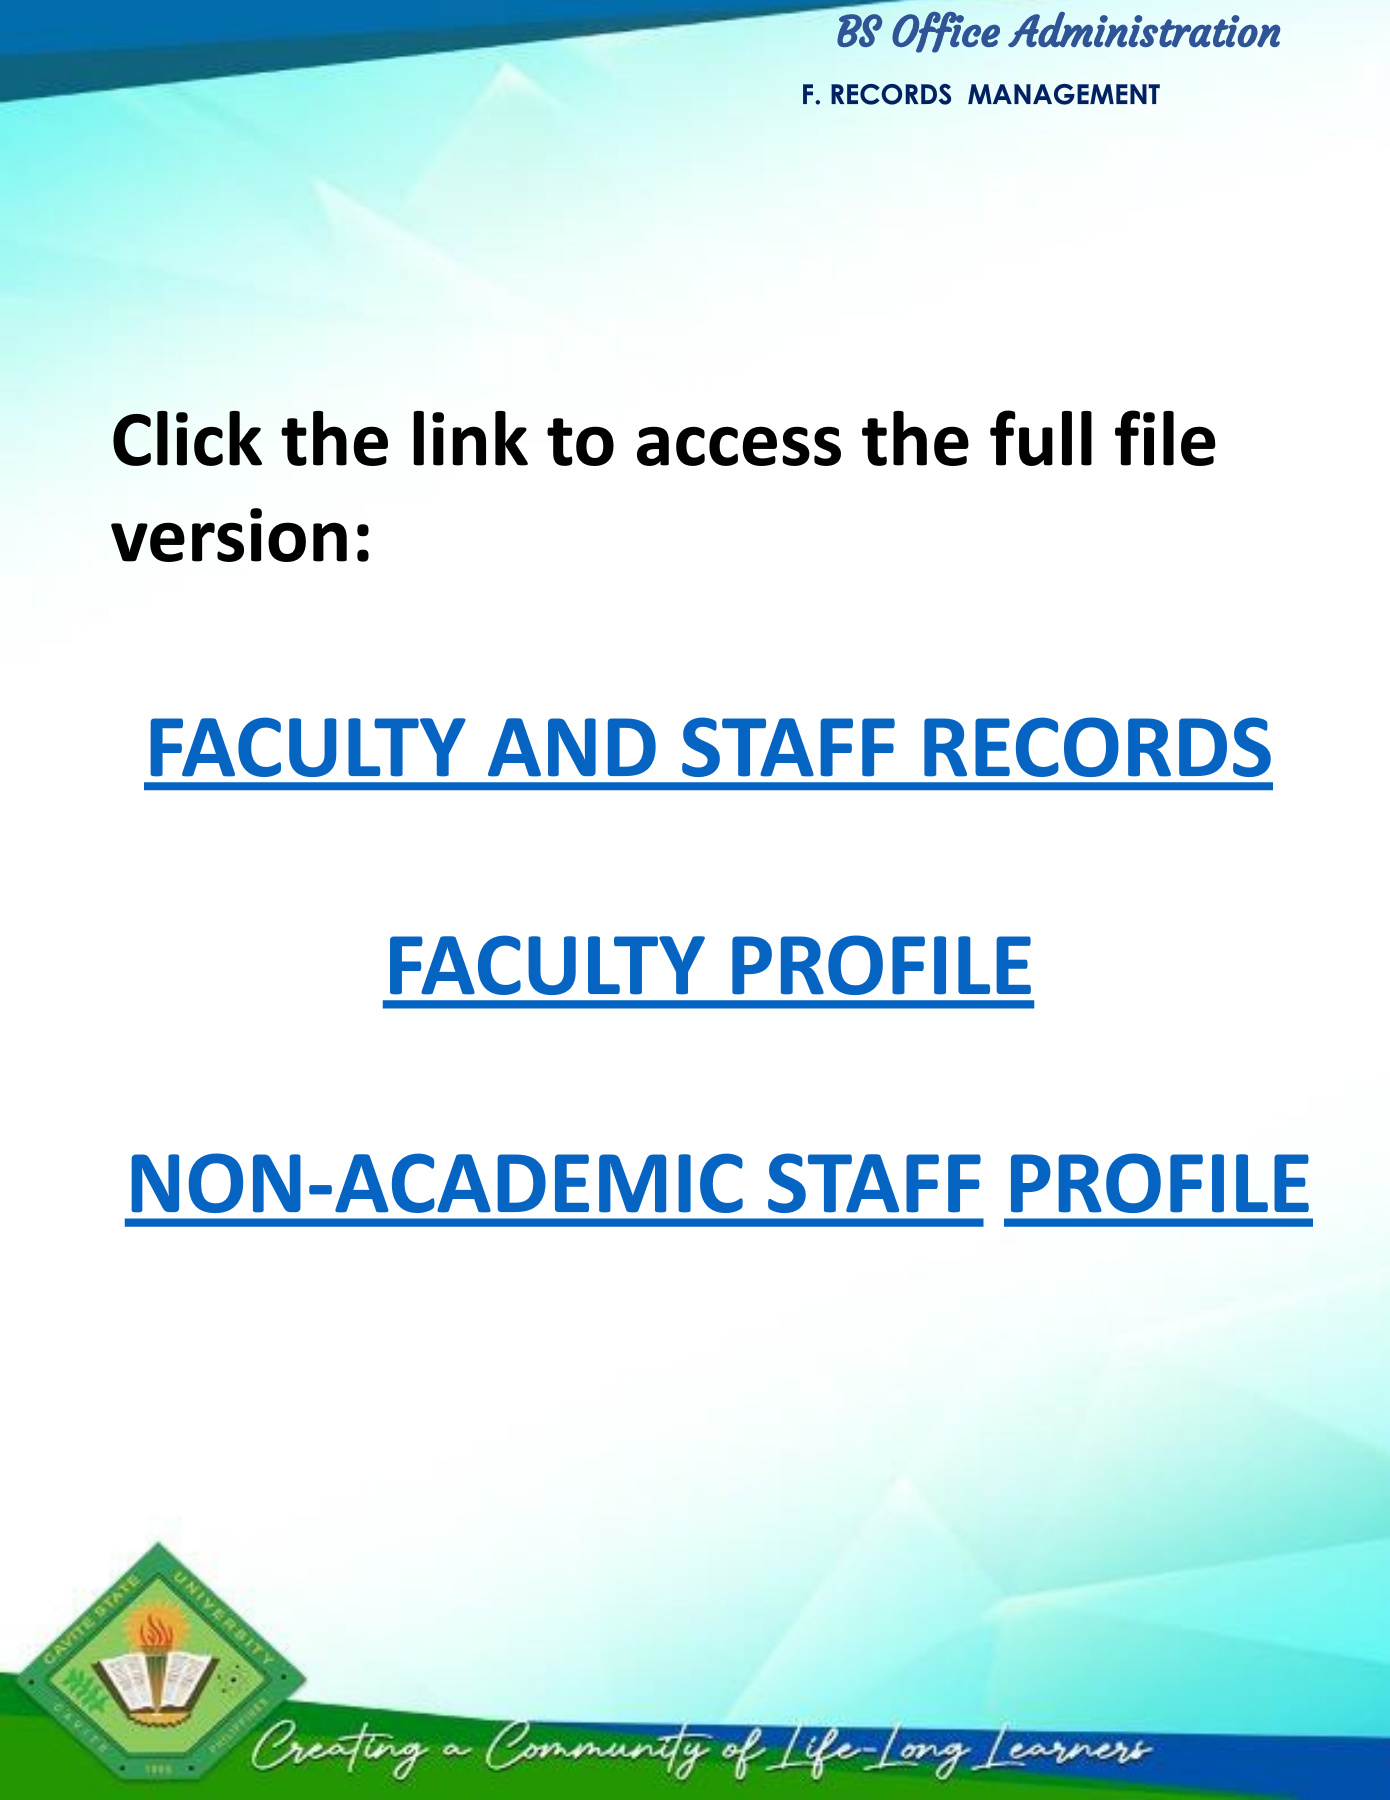 BS Office Administration
F. RECORDS  MANAGEMENT
Click the link to access the full file
version:
FACULTY AND STAFF RECORDS
FACULTY PROFILE
NON-ACADEMIC STAFF PROFILE
CAVITE STATE UNIVERSITY
CAVITE
PHILIPPINES
1906
Creating a Community of Life-Long Learners